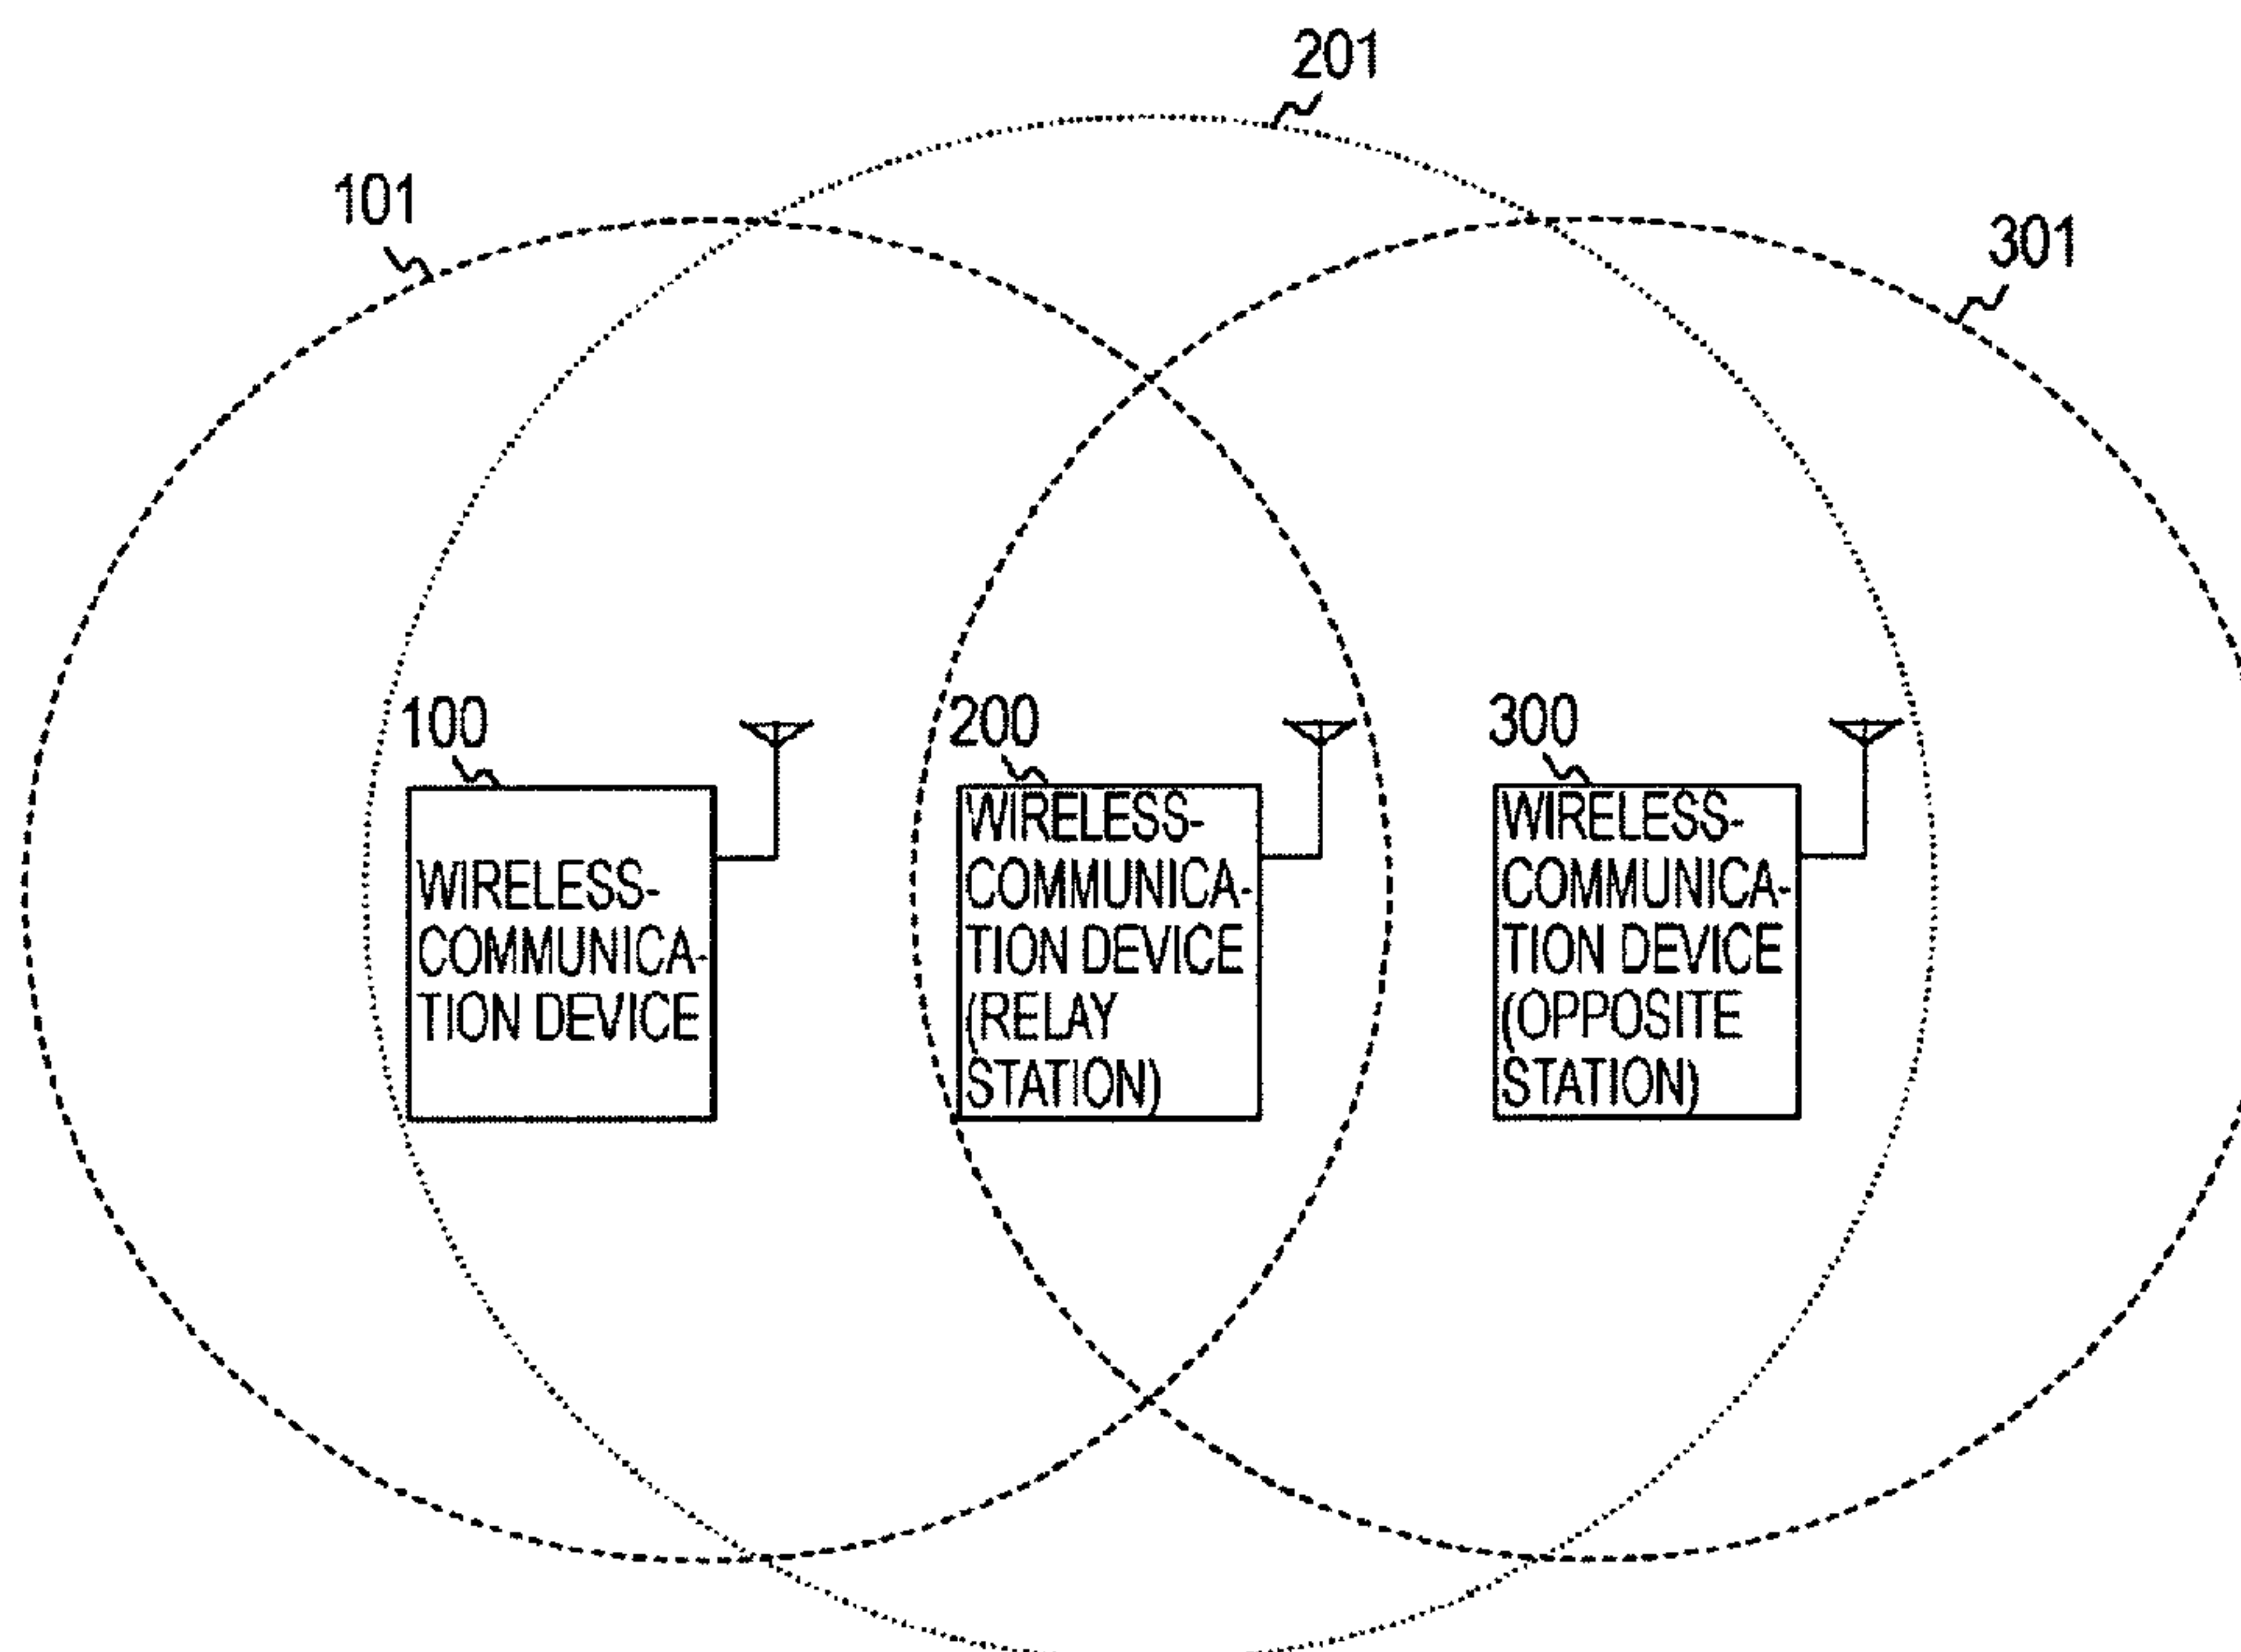 201
101
301
100
200
300
WIRELESS-
COMMUNICA-
TION DEVICE
WIRELESS-
COMMUNICA-
TION DEVICE
(RELAY
STATION)
WIRELESS-
COMMUNICA-
TION DEVICE
(OPPOSITE
STATION)